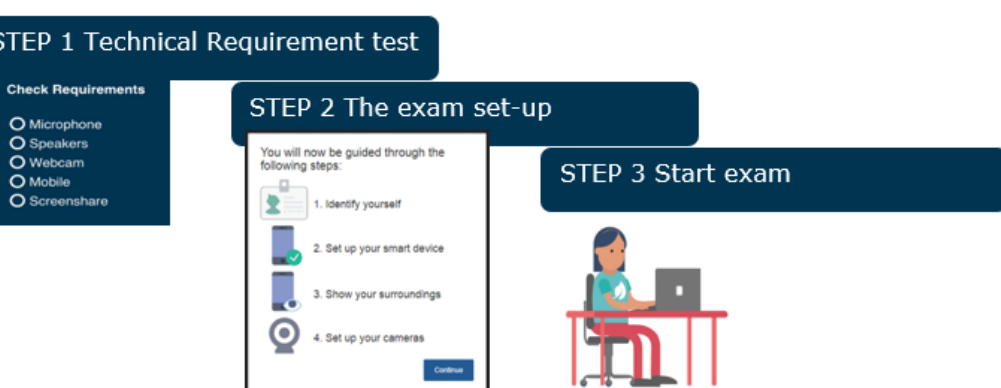 STEP 1 Technical Requirement test
Check Requirements
Microphone
Speakers
Webcam
Mobile
Screenshare
STEP 2 The exam set-up
You will now be guided through the
following steps:
1. Identify yourself
2. Set up your smart device
3. Show your surroundings
4. Set up your cameras
Continue
STEP 3 Start exam